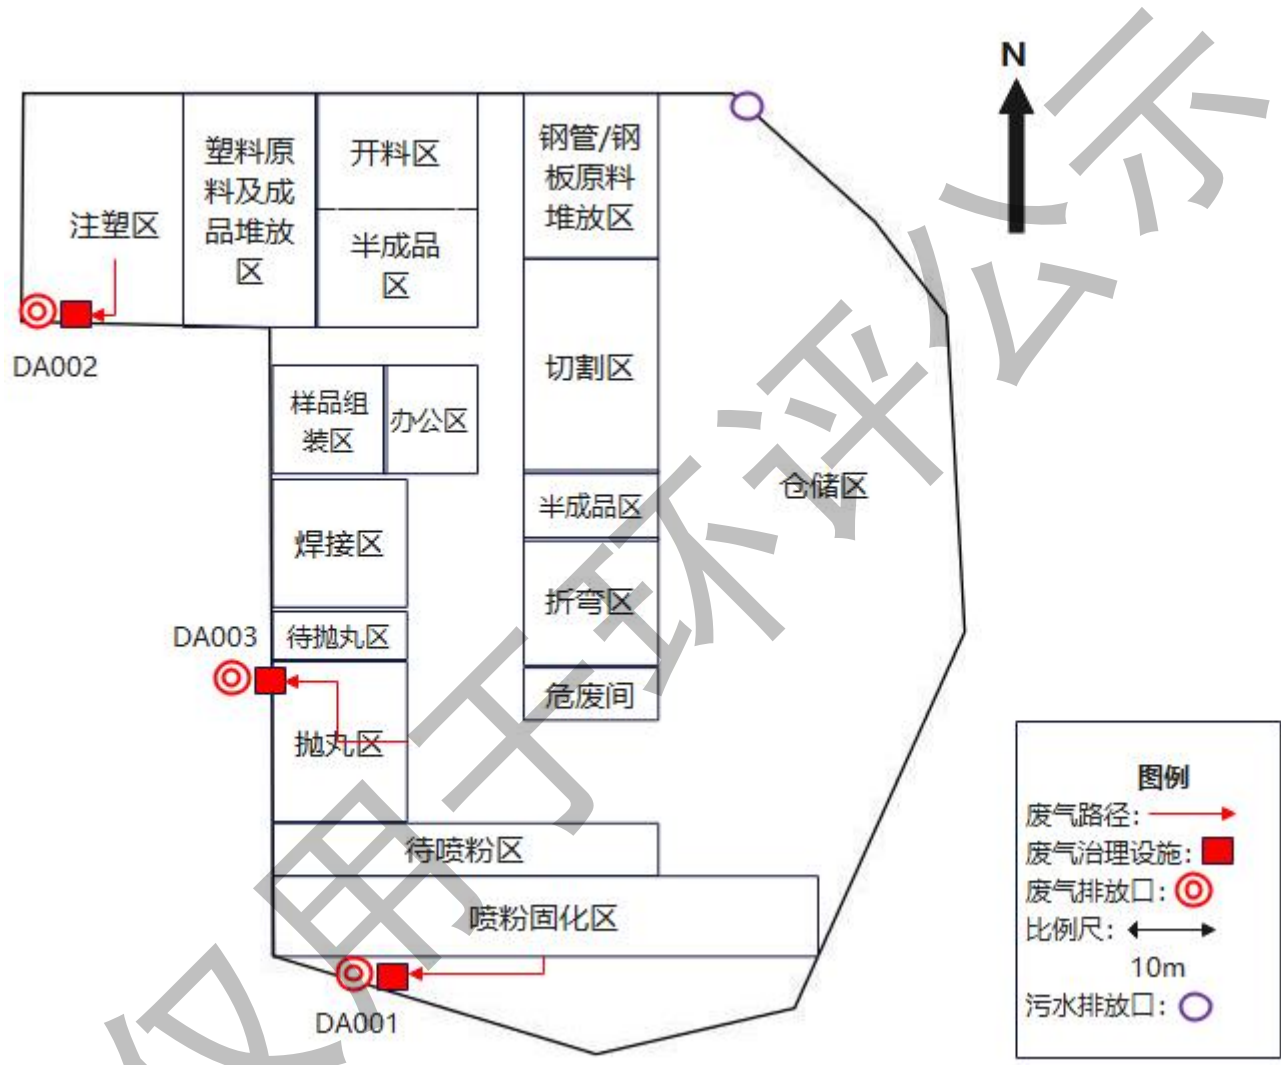 N
注塑区
塑料原
料及成
品堆放
区
开料区
半成品
区
钢管/钢
板原料
堆放区
切割区
DA002
样品组
装区
办公区
仓储区
半成品区
焊接区
折弯区
DA003
待抛丸区
危废间
抛丸区
待喷粉区
喷粉固化区
DA001
图例
废气路径：
废气治理设施：
废气排放口：
比例尺：
10m
污水排放口：
仅用于环评公示